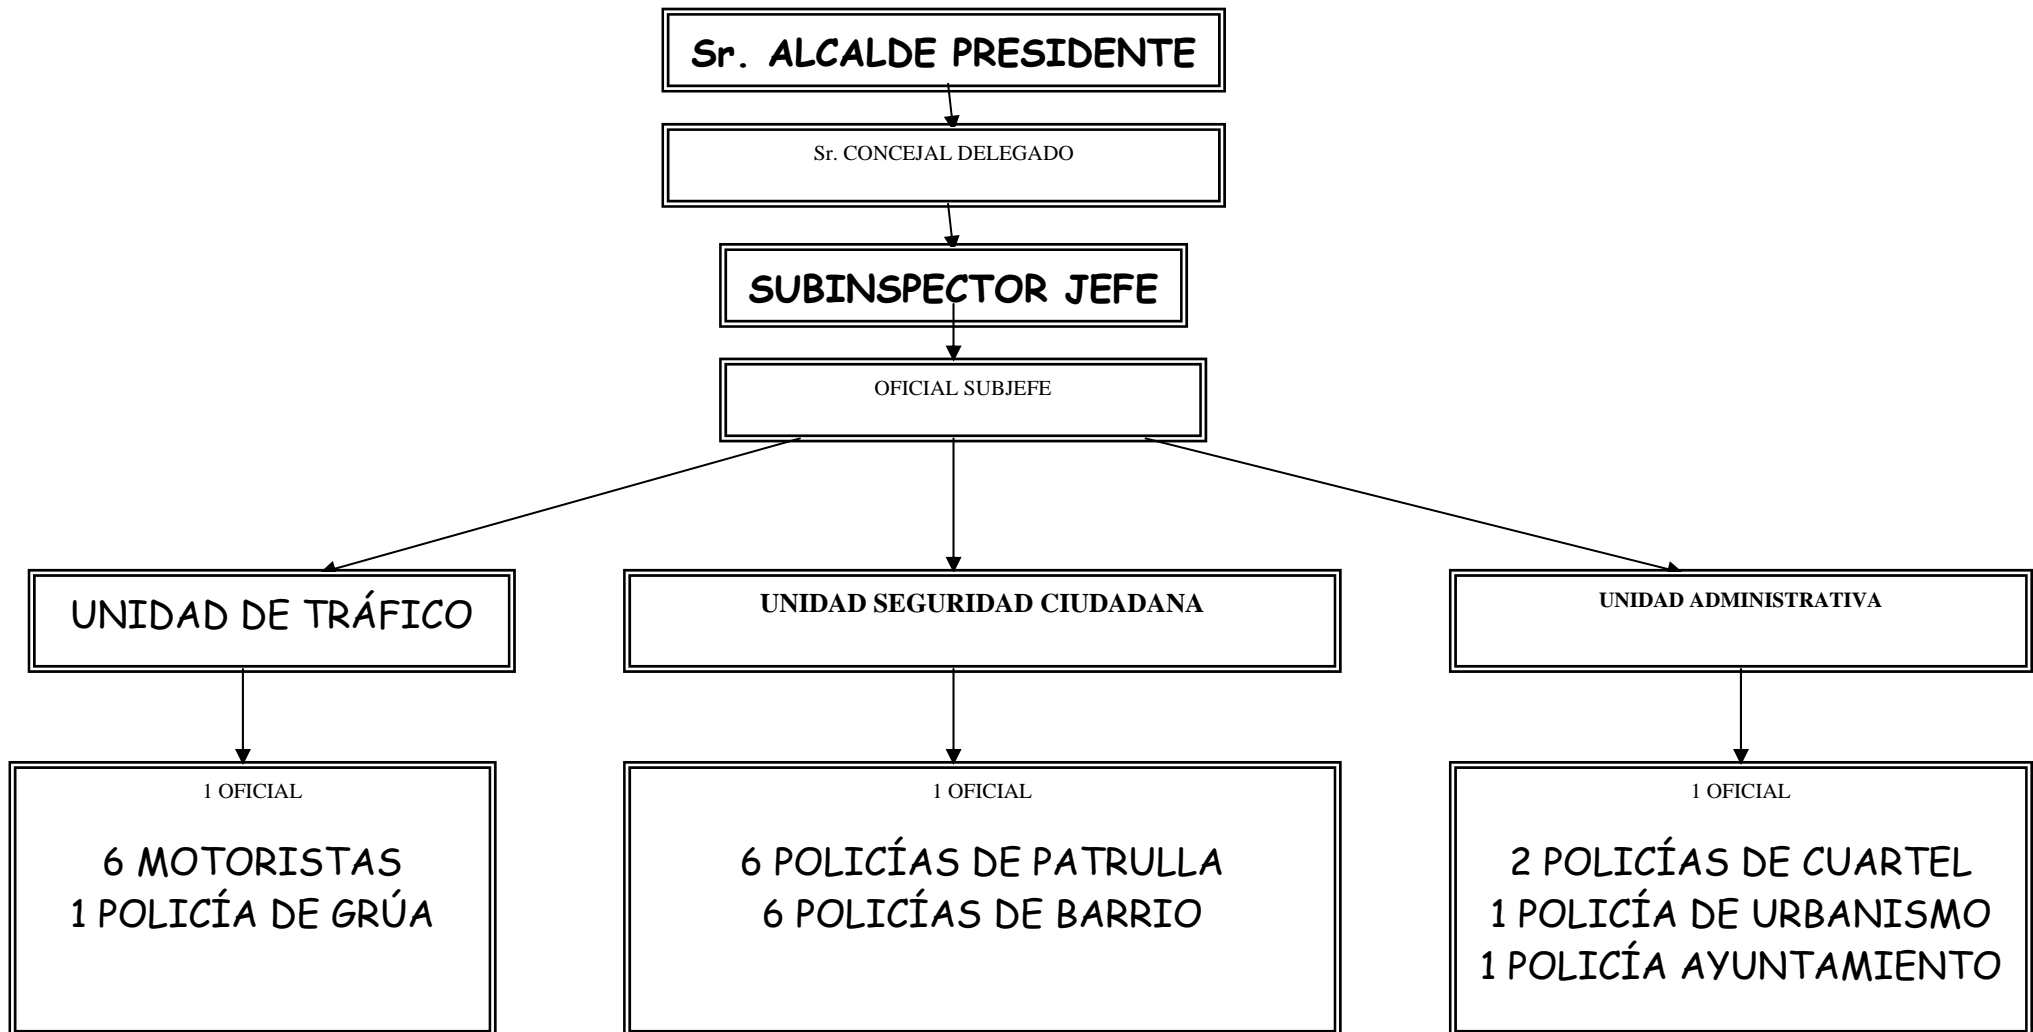 Sr. ALCALDE PRESIDENTE
Sr. CONCEJAL DELEGADO
SUBINSPECTOR JEFE
OFICIAL SUBJEFE
UNIDAD DE TRÁFICO
UNIDAD SEGURIDAD CIUDADANA
UNIDAD ADMINISTRATIVA
1 OFICIAL
6 MOTORISTAS
1 POLICÍA DE GRÚA
1 OFICIAL
6 POLICÍAS DE PATRULLA
6 POLICÍAS DE BARRIO
1 OFICIAL
2 POLICÍAS DE CUARTEL
1 POLICÍA DE URBANISMO
1 POLICÍA AYUNTAMIENTO